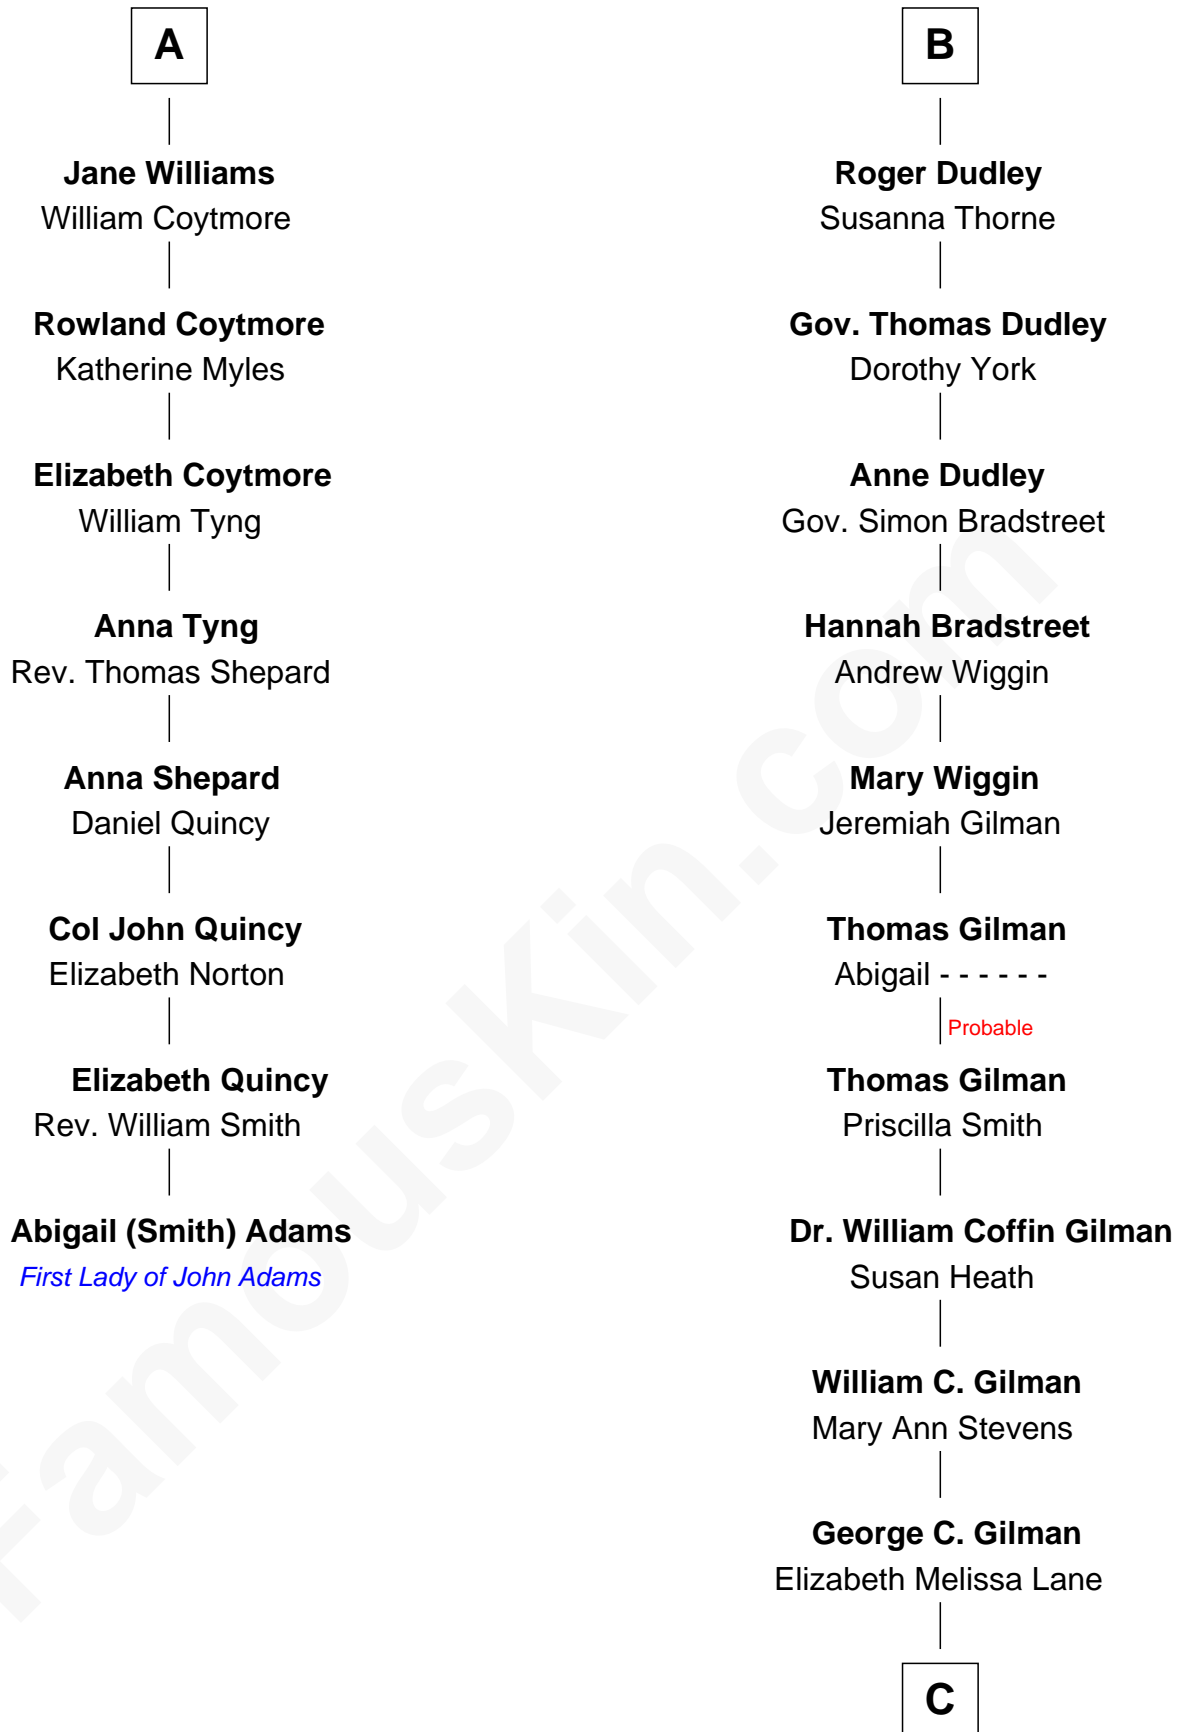 A
Jane Williams
William Coytmore
Rowland Coytmore
Katherine Myles
Elizabeth Coytmore
William Tyng
Anna Tyng
Rev. Thomas Shepard
Anna Shepard
Daniel Quincy
Col John Quincy
Elizabeth Norton
Elizabeth Quincy
Rev. William Smith
Abigail (Smith) Adams
First Lady of John Adams
B
Roger Dudley
Susanna Thorne
Gov. Thomas Dudley
Dorothy York
Anne Dudley
Gov. Simon Bradstreet
Hannah Bradstreet
Andrew Wiggin
Mary Wiggin
Jeremiah Gilman
Thomas Gilman
Abigail - - - - - -
Probable
Thomas Gilman
Priscilla Smith
Dr. William Coffin Gilman
Susan Heath
William C. Gilman
Mary Ann Stevens
George C. Gilman
Elizabeth Melissa Lane
C
FamousKin.com